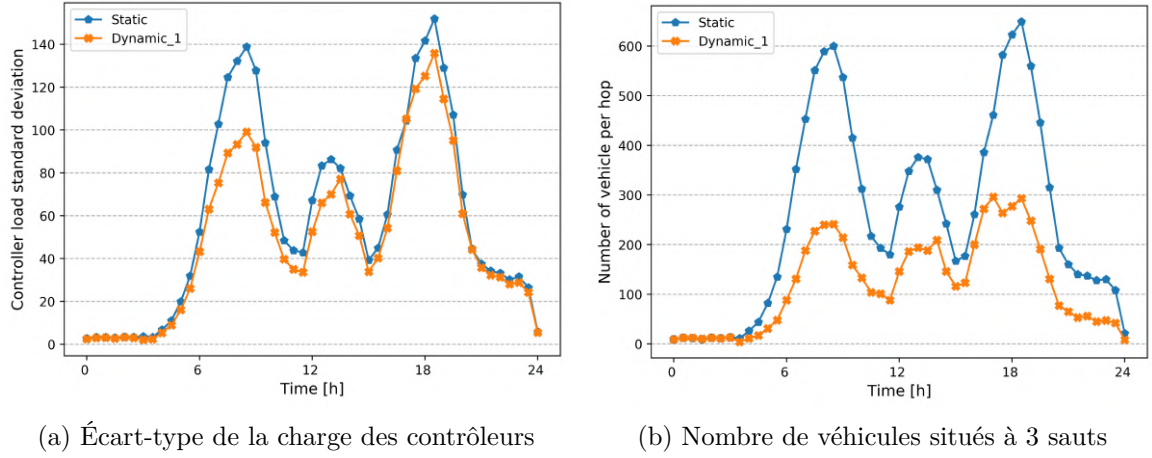 Static
Dynamic_1
Controller load standard deviation
140
120
100
80
60
40
20
0
0
6
12
18
24
Time [h]
(a) Écart-type de la charge des contrôleurs
Static
Dynamic_1
Number of vehicle per hop
600
500
400
300
200
100
0
0
6
12
18
24
Time [h]
(b) Nombre de véhicules situés à 3 sauts